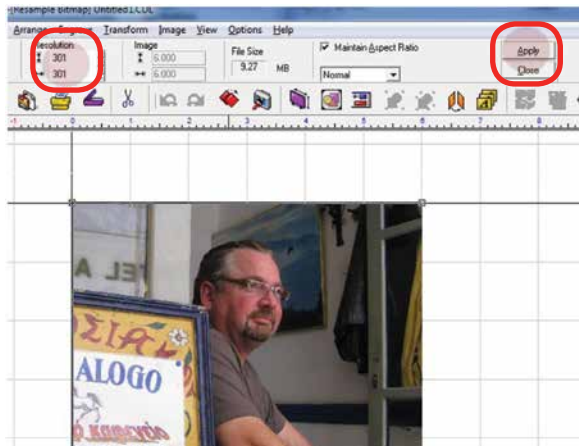 [Resample Bitmap] Untitled1.CDL
Arrange Transform Image View Options Help
Resolution
301
301
Image
6.000
6.000
File Size
9.27 MB
Maintain Aspect Ratio
Normal
Apply
Close
-1 0 1 2 3 4 5 6 7 8
ΣΙΑ
ALOGO